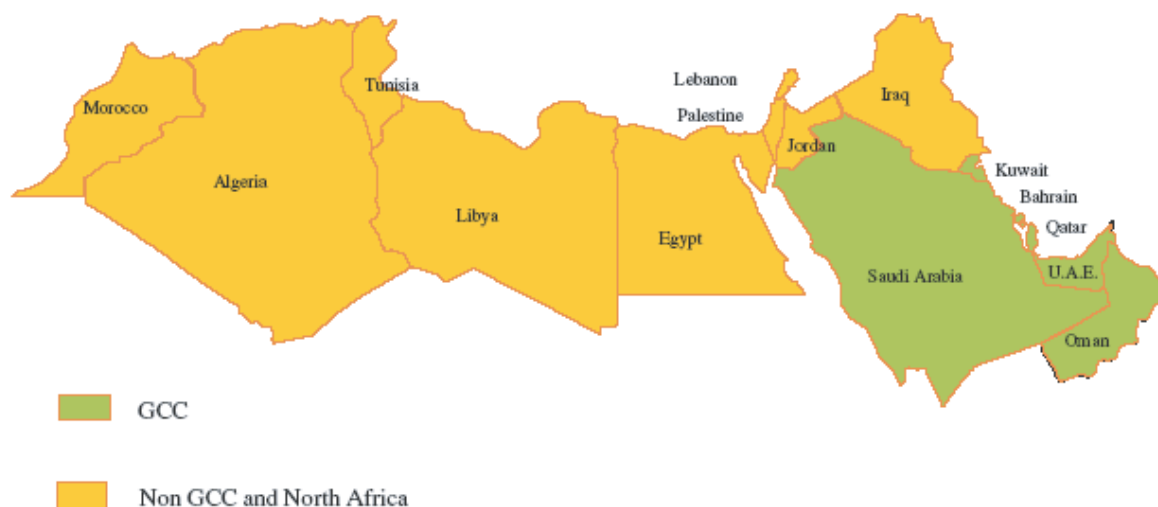 Tunisia
Lebanon
Morocco
Iraq
Palestine
Jordan
Kuwait
Algeria
Bahrain
Libya
Qatar
Egypt
Saudi Arabia
U.A.E.
Oman
GCC
Non GCC and North Africa